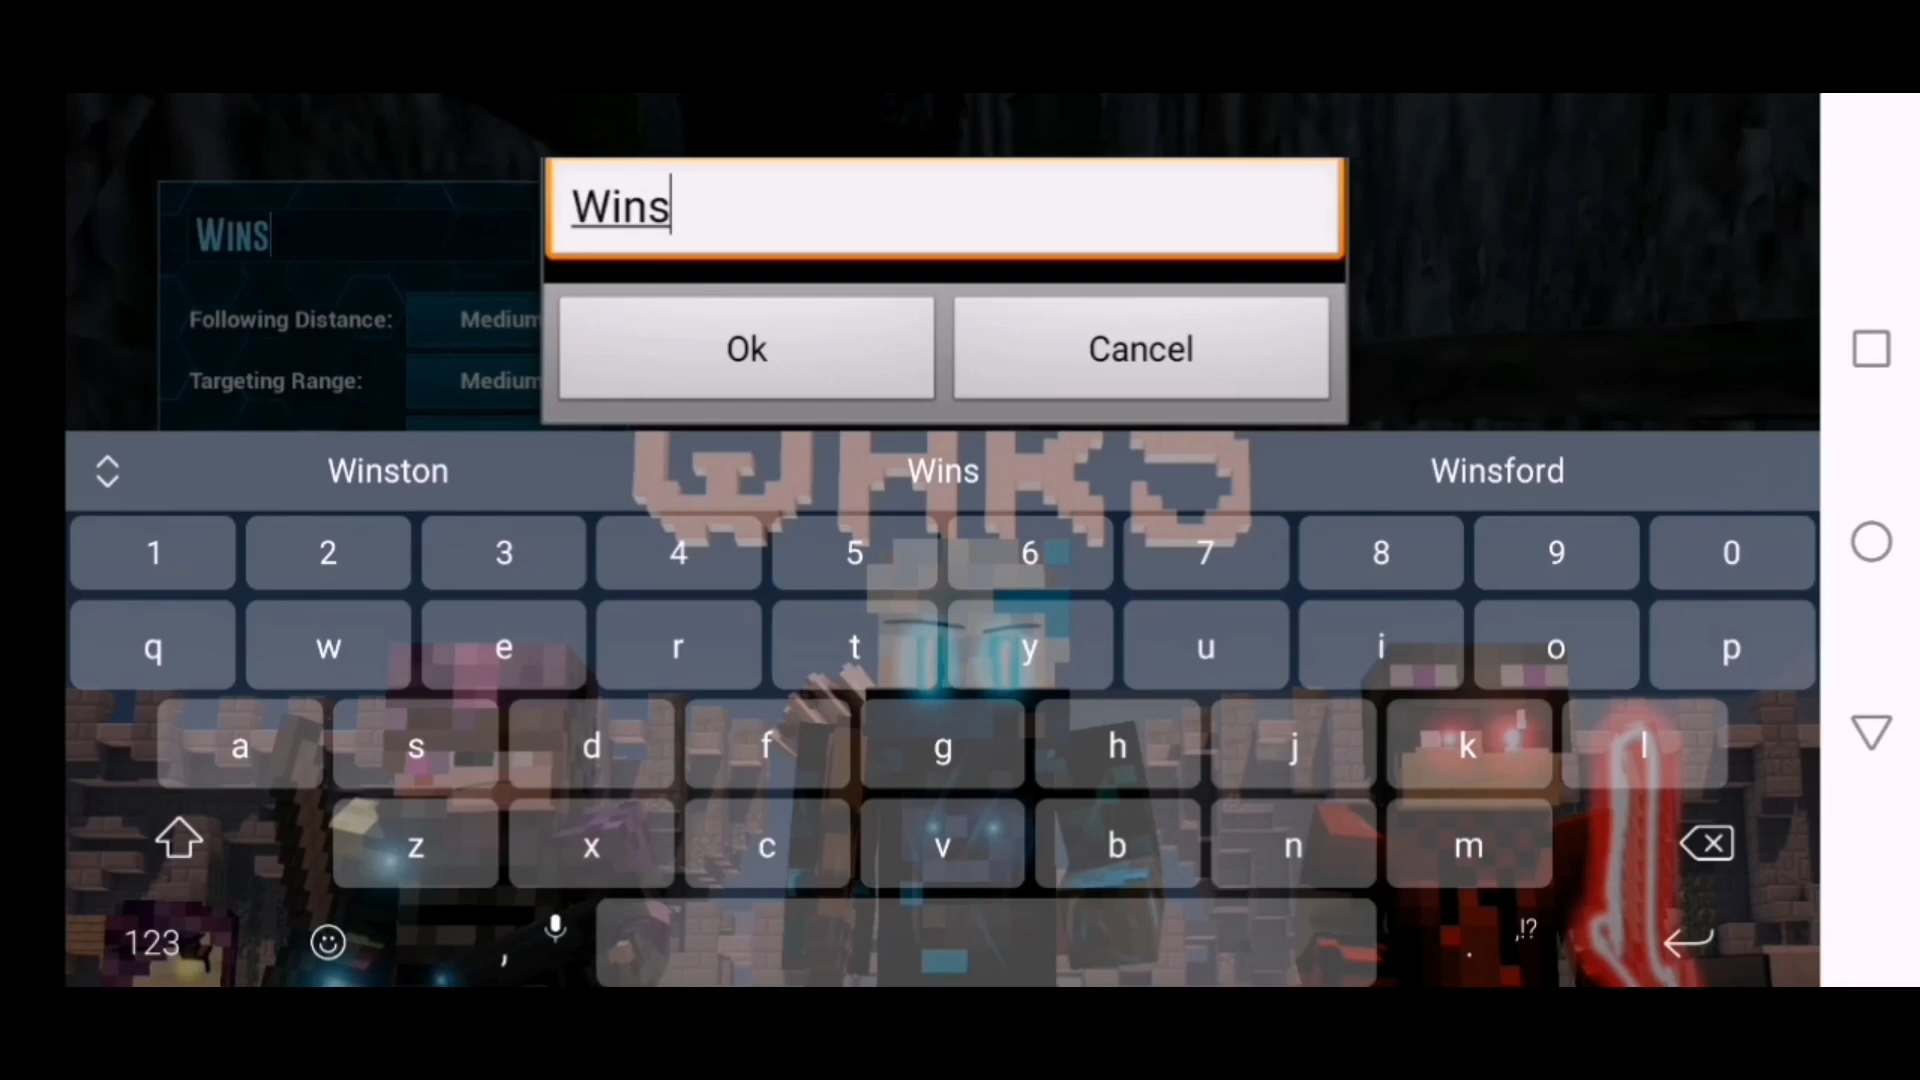 Wins
WINS
Ok Cancel
Following Distance: Medium
Targeting Range: Medium
WARS
Winston Wins Winsford
1 2 3 4 5 6 7 8 9 0
q w e r t y u i o p
a s d f g h j k l
z x c v b n m
123 , ,!? .